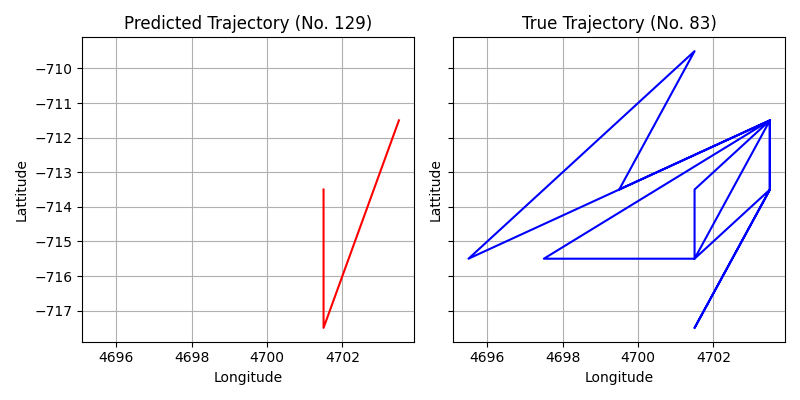 Predicted Trajectory (No. 129)
True Trajectory (No. 83)
Lattitude
−710
−711
−712
−713
−714
−715
−716
−717
4696
4698
4700
4702
Longitude
Lattitude
4696
4698
4700
4702
Longitude